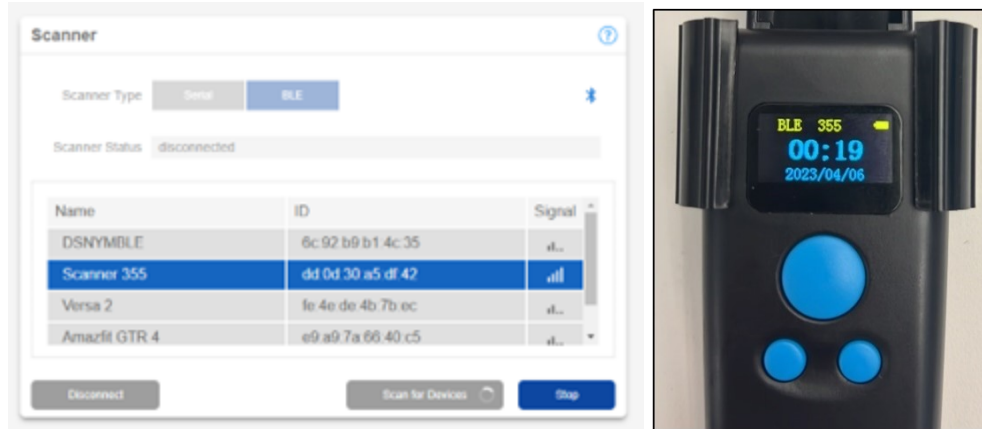 Scanner
Scanner Type Serial BLE
Scanner Status disconnected
Name ID Signal
DSNYMBLE 6c:92:b9:b1:4c:35
Scanner 355 dd:0d:30:a5:df:42
Versa 2 fe:4e:de:4b:7b:ec
Amazfit GTR 4 e9:a9:7a:66:40:c5
Disconnect Scan for Devices Stop
BLE 355
00:19
2023/04/06